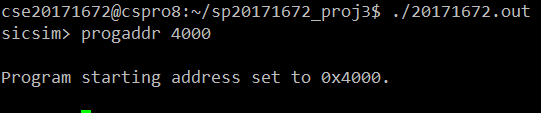 cse20171672@cspro8:~/sp20171672_proj3$ ./20171672.out
sicsim> progaddr 4000
Program starting address set to 0x4000.